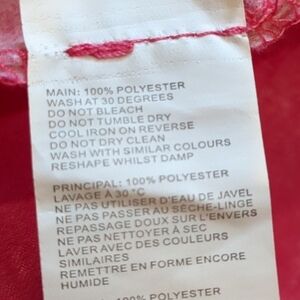 MAIN: 100% POLYESTER
WASH AT 30 DEGREES
DO NOT BLEACH
DO NOT TUMBLE DRY
COOL IRON ON REVERSE
DO NOT DRY CLEAN
WASH WITH SIMILAR COLOURS
RESHAPE WHILST DAMP
PRINCIPAL: 100% POLYESTER
LAVAGE A 30 °C
NE PAS UTILISER D'EAU DE JAVEL
NE PAS PASSER AU SÈCHE-LINGE
REPASSAGE DOUX SUR L'ENVERS
NE PAS NETTOYER À SEC
LAVER AVEC DES COULEURS
SIMILAIRES
REMETTRE EN FORME ENCORE
HUMIDE
100% POLYESTER